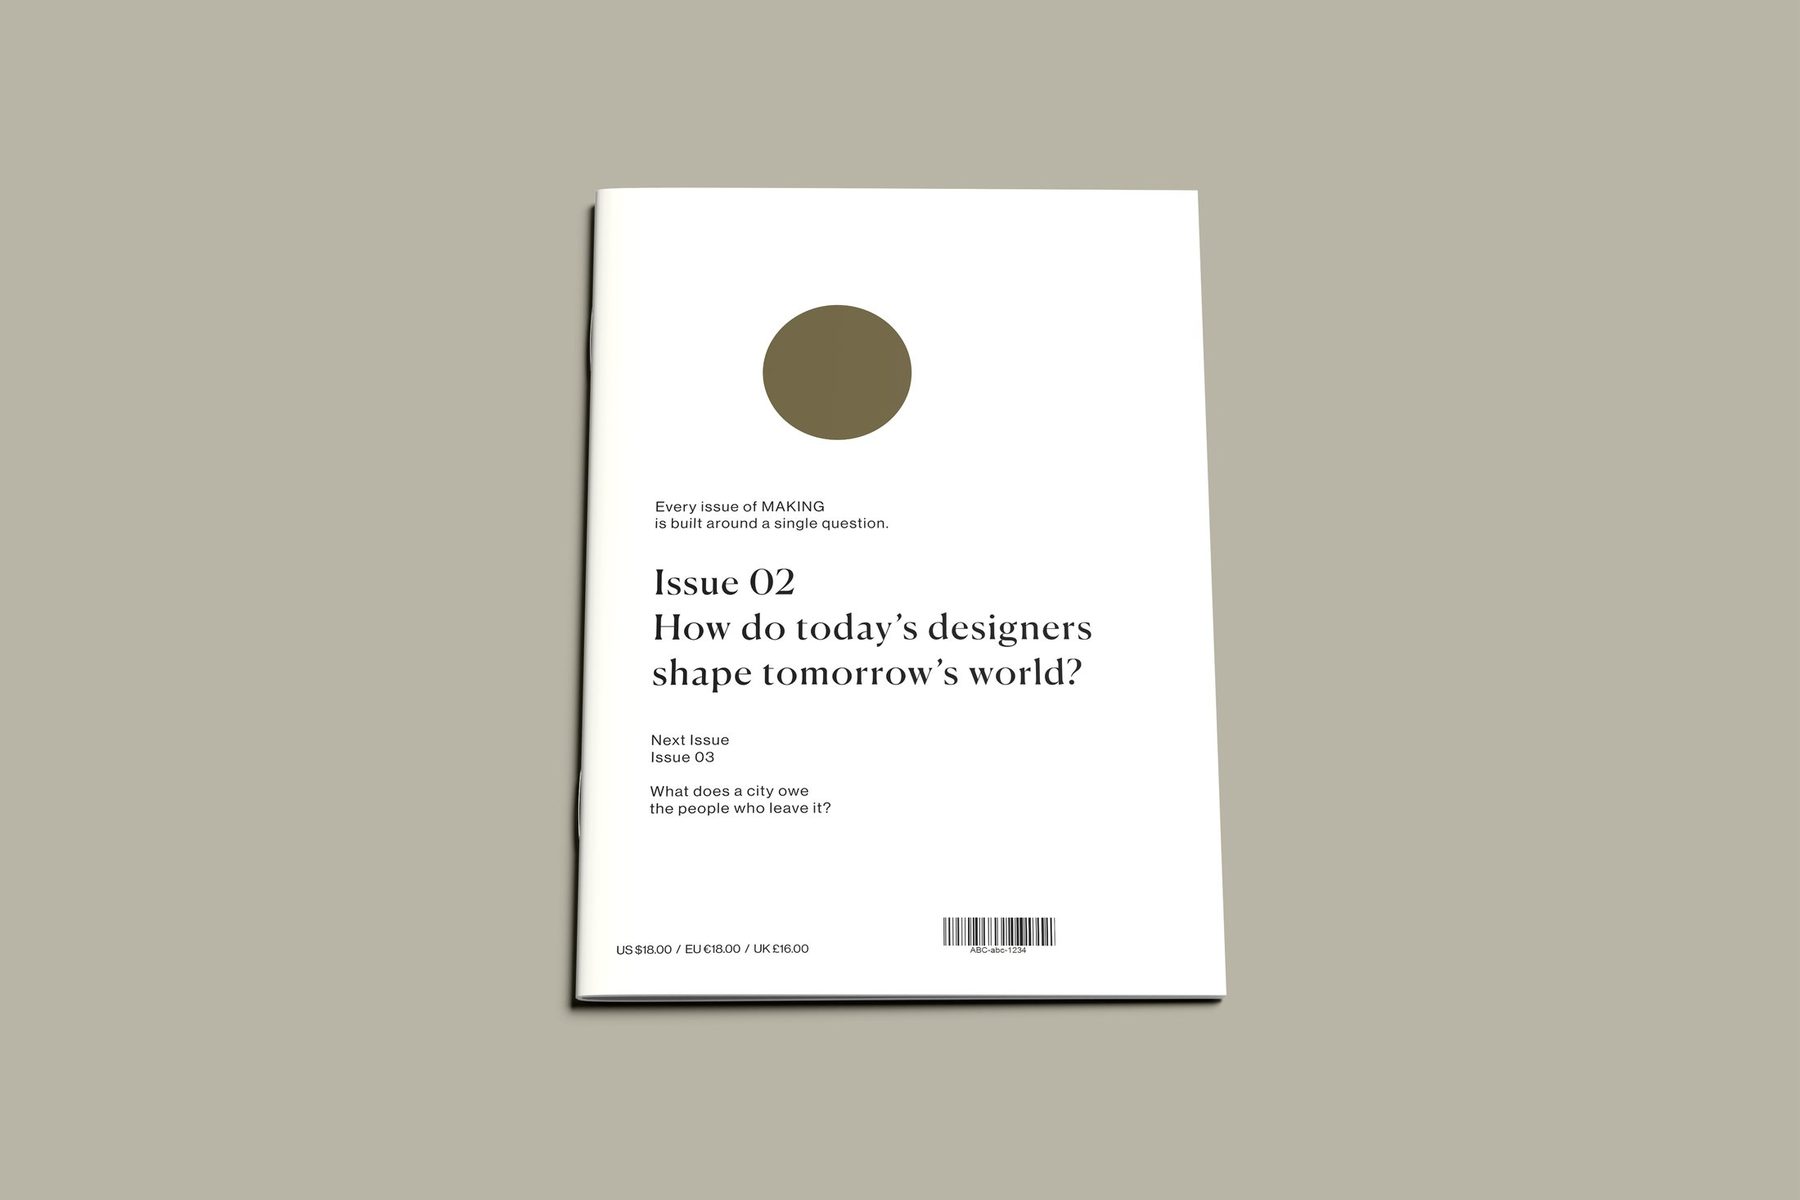 Every issue of MAKING
is built around a single question.
Issue 02
How do today’s designers
shape tomorrow’s world?
Next Issue
Issue 03
What does a city owe
the people who leave it?
US $18.00 / EU €18.00 / UK £16.00
ABC-abc-1234